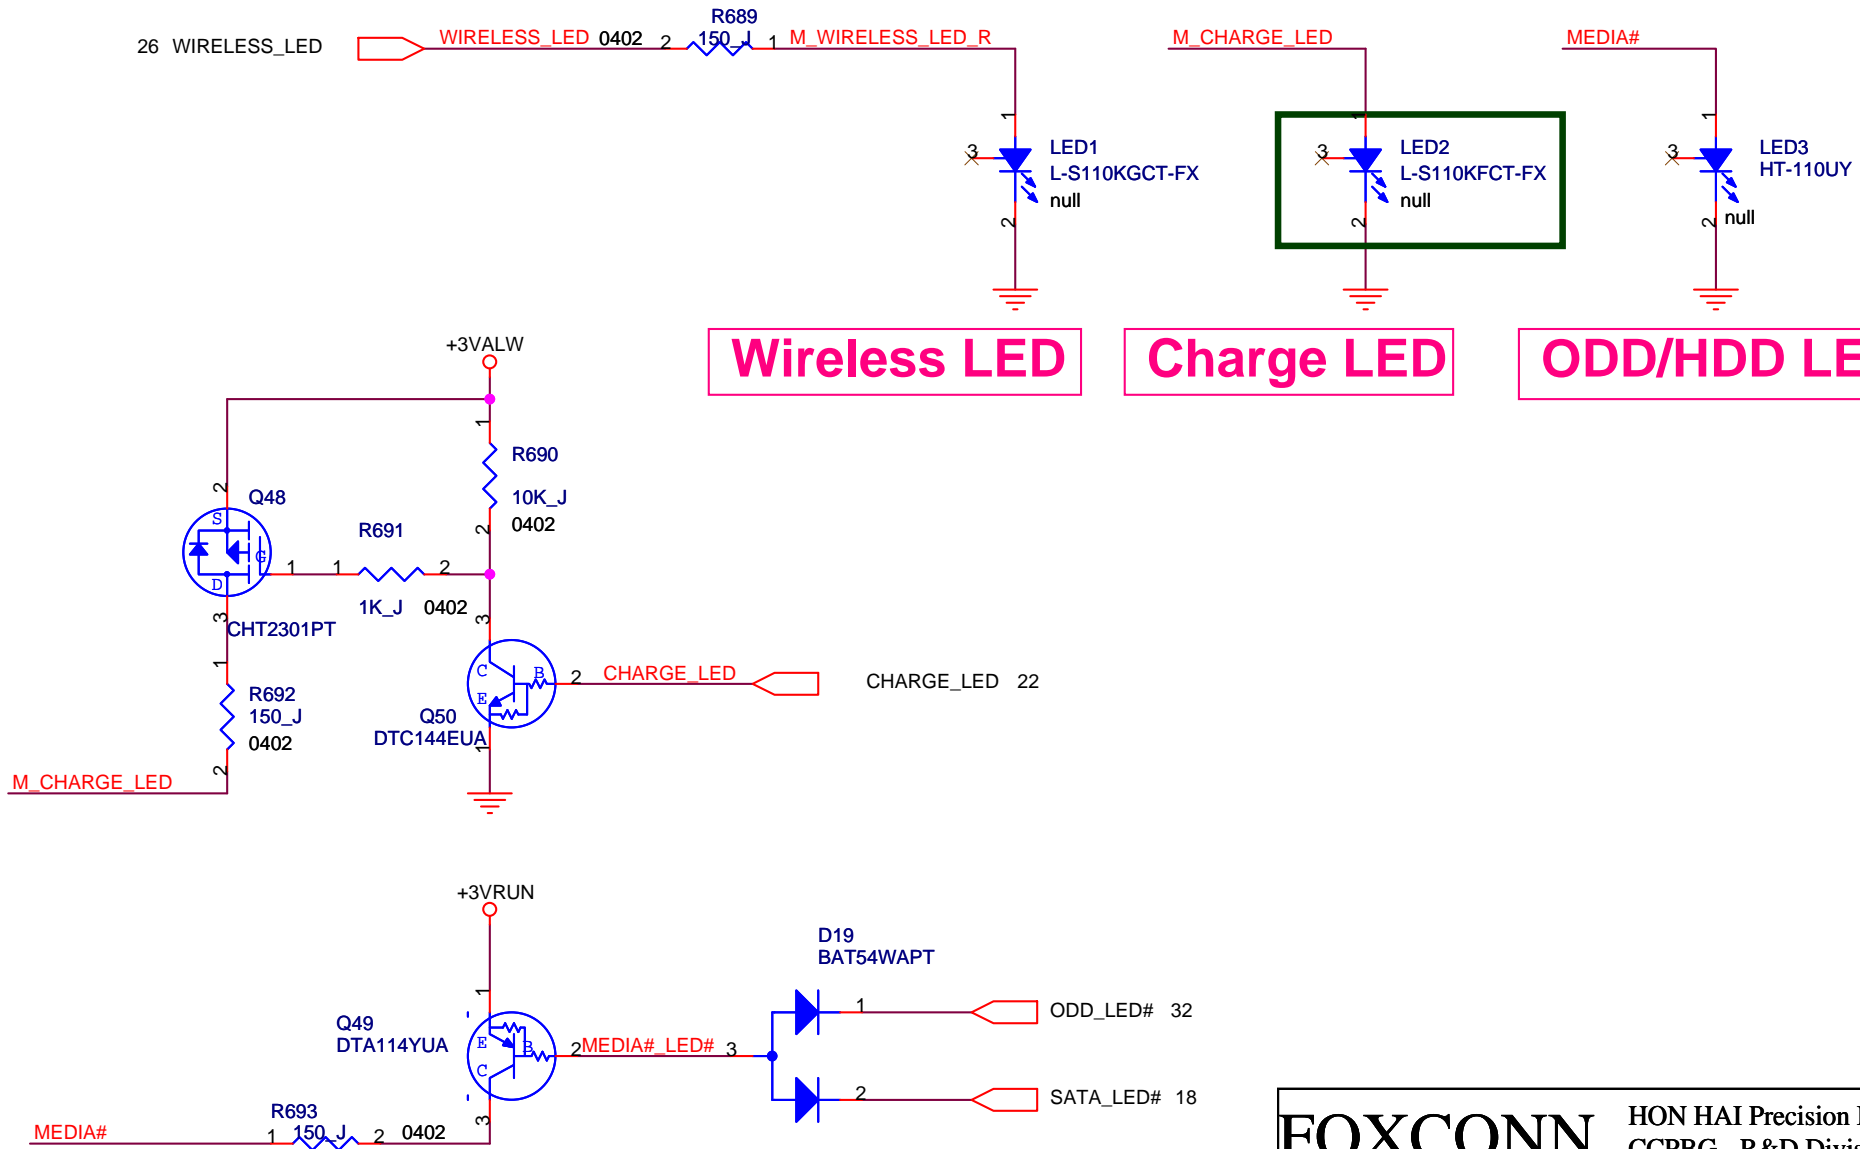 R689
26 WIRELESS_LED WIRELESS_LED 0402 2 150_J 1 M_WIRELESS_LED_R M_CHARGE_LED MEDIA#
1 1 1
3 LED1 3 LED2 3 LED3
L-S110KGCT-FX L-S110KFCT-FX HT-110UY
null null null
2 2 2
Wireless LED Charge LED ODD/HDD LE
+3VALW
1
R690
10K_J
0402
2
2
Q48
S
G
D
1
3
CHT2301PT
R691
1 2
1K_J 0402
3
C
B
E
2 CHARGE_LED CHARGE_LED 22
Q50
DTC144EUA
1
1
R692
150_J
0402
2
M_CHARGE_LED
+3VRUN
D19
BAT54WAPT
1
1 ODD_LED# 32
Q49
DTA114YUA
E
B
C
2 MEDIA#_LED# 3
2 SATA_LED# 18
3
R693
MEDIA# 1 150_J 2 0402
FOXCONN
HON HAI Precision
CCPBG - R&D